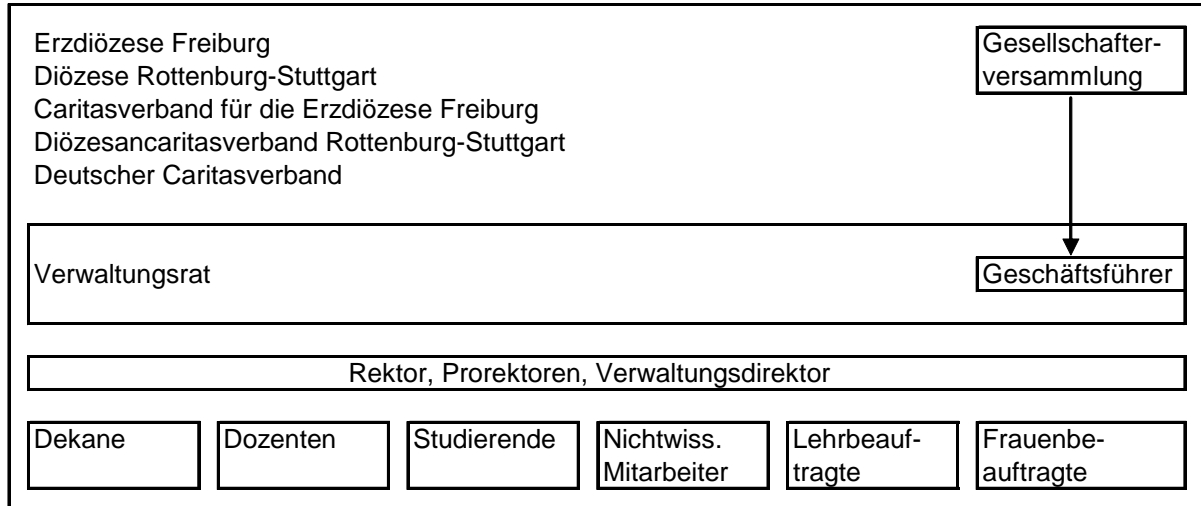 Erzdiözese Freiburg
Diözese Rottenburg-Stuttgart
Caritasverband für die Erzdiözese Freiburg
Diözesancaritasverband Rottenburg-Stuttgart
Deutscher Caritasverband
Gesellschafter-
versammlung
Verwaltungsrat
Geschäftsführer
Rektor, Prorektoren, Verwaltungsdirektor
Dekane
Dozenten
Studierende
Nichtwiss.
Mitarbeiter
Lehrbeauf-
tragte
Frauenbe-
auftragte